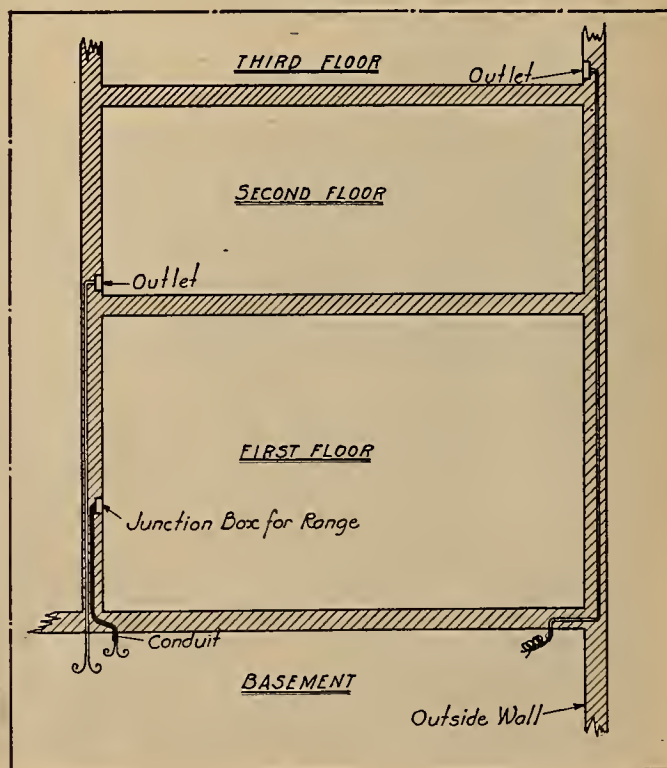 THIRD FLOOR
Outlet
SECOND FLOOR
Outlet
FIRST FLOOR
Junction Box for Range
Conduit
BASEMENT
Outside Wall